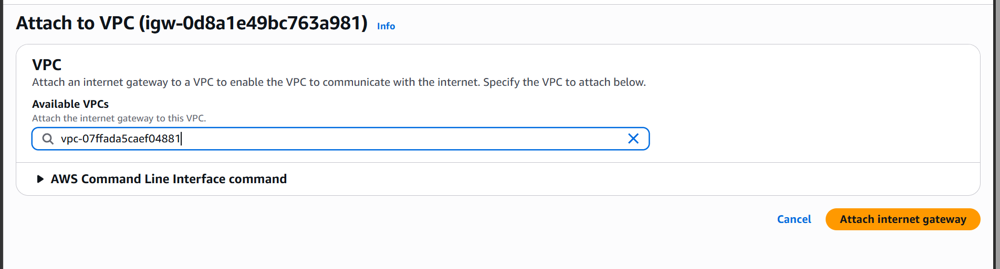 Attach to VPC (igw-0d8a1e49bc763a981) Info
VPC
Attach an internet gateway to a VPC to enable the VPC to communicate with the internet. Specify the VPC to attach below.
Available VPCs
Attach the internet gateway to this VPC.
vpc-07ffada5caef04881
AWS Command Line Interface command
Cancel Attach internet gateway